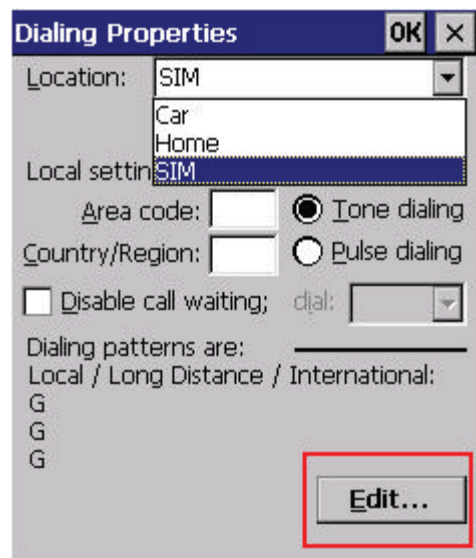 Dialing Properties OK ×
Location: SIM
Car
Home
Local settin SIM
Area code: Tone dialing
Country/Region: Pulse dialing
Disable call waiting; dial:
Dialing patterns are:
Local / Long Distance / International:
G
G
G
Edit...